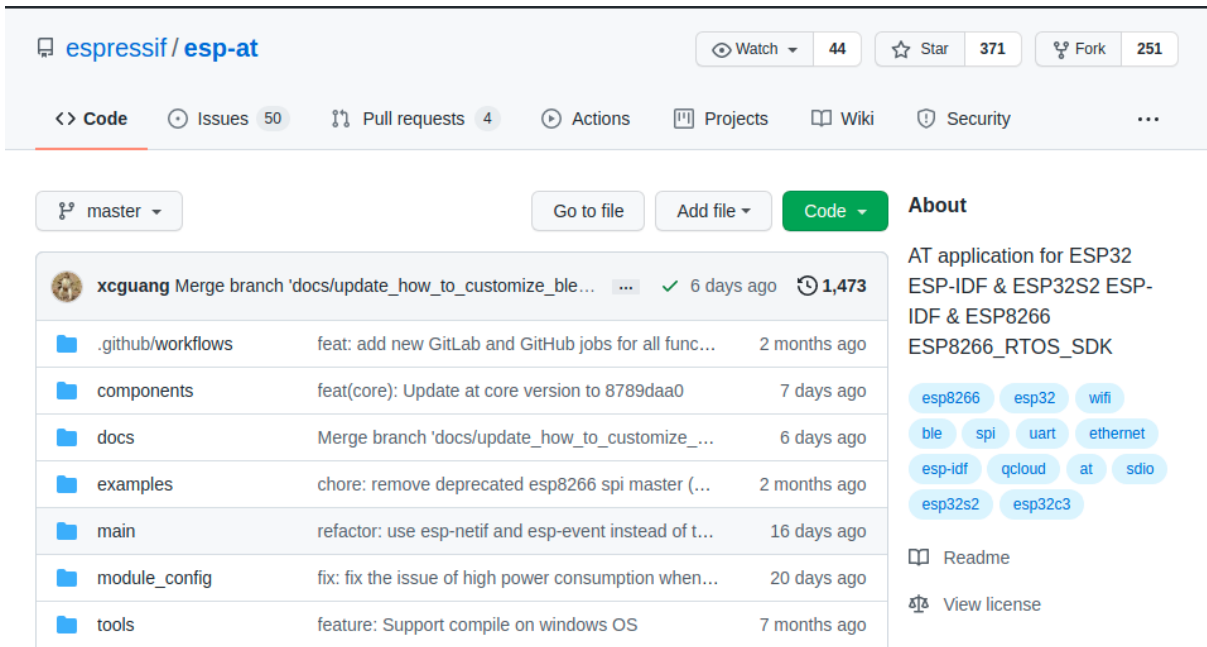 espressif / esp-at
Watch 44 Star 371 Fork 251
Code Issues 50 Pull requests 4 Actions Projects Wiki Security ...
master Go to file Add file Code
xcguang Merge branch 'docs/update_how_to_customize_ble... ... 6 days ago 1,473
.github/workflows feat: add new GitLab and GitHub jobs for all func... 2 months ago
components feat(core): Update at core version to 8789daa0 7 days ago
docs Merge branch 'docs/update_how_to_customize_... 6 days ago
examples chore: remove deprecated esp8266 spi master (... 2 months ago
main refactor: use esp-netif and esp-event instead of t... 16 days ago
module_config fix: fix the issue of high power consumption when... 20 days ago
tools feature: Support compile on windows OS 7 months ago
About
AT application for ESP32
ESP-IDF & ESP32S2 ESP-
IDF & ESP8266
ESP8266_RTOS_SDK
esp8266 esp32 wifi
ble spi uart ethernet
esp-idf qcloud at sdio
esp32s2 esp32c3
Readme
View license